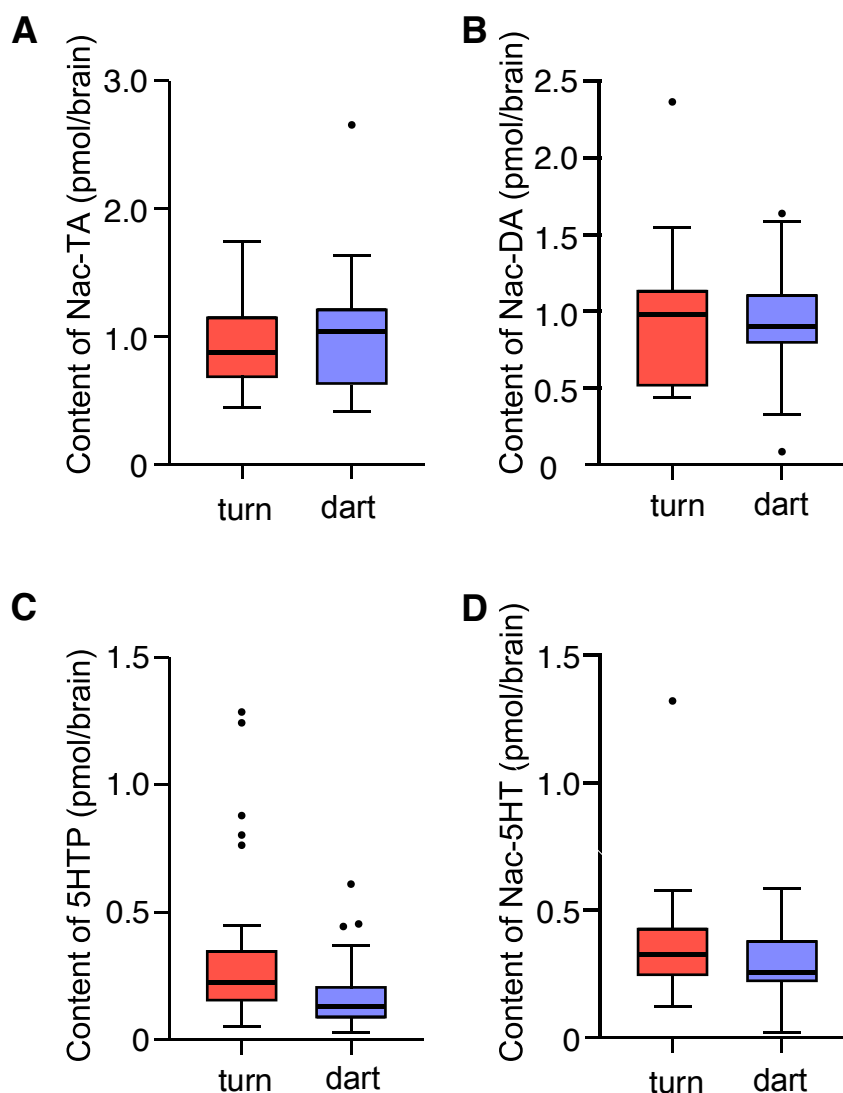 A
Content of Nac-TA (pmol/brain)
3.0
2.0
1.0
0
turn dart
B
Content of Nac-DA (pmol/brain)
2.5
2.0
1.5
1.0
0.5
0
turn dart
C
Content of 5HTP (pmol/brain)
1.5
1.0
0.5
0
turn dart
D
Content of Nac-5HT (pmol/brain)
1.5
1.0
0.5
0
turn dart